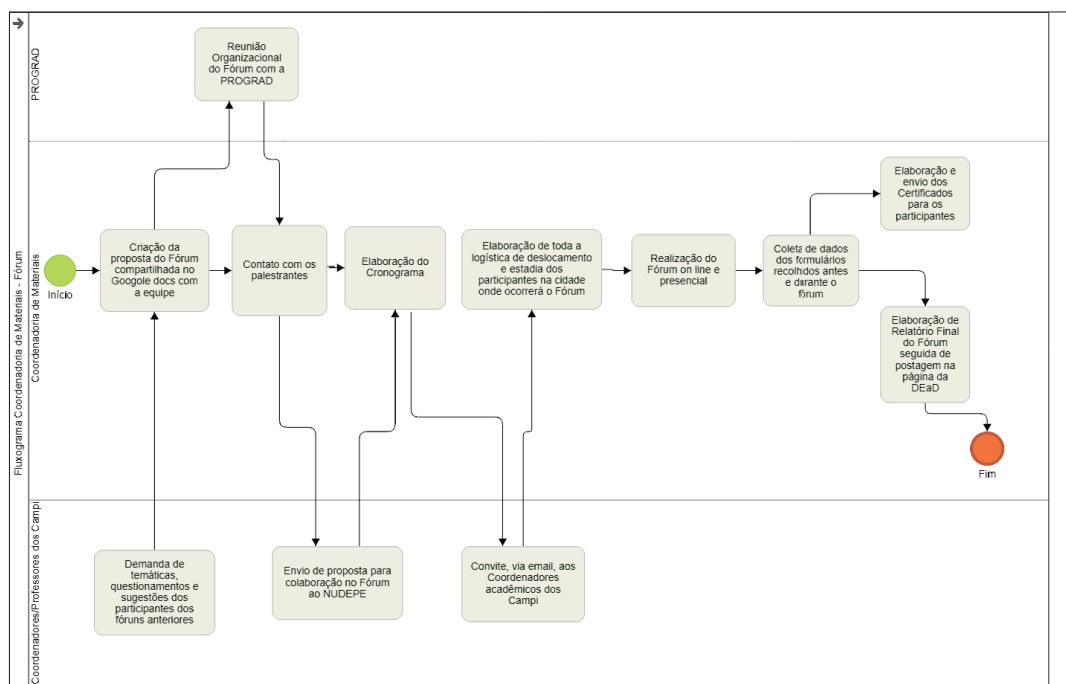 Fluxograma Coordenadoria de Materiais - Fórum
PROGRAD
Reunião
Organizacional
do Fórum com a
PROGRAD
Coordenadoria de Materiais
Início
Criação da
proposta do Fórum
compartilhada no
Googole docs com
a equipe
Contato com os
palestrantes
Elaboração do
Cronograma
Elaboração de toda a
logística de deslocamento
e estadia dos
participantes na cidade
onde ocorrerá o Fórum
Realização do
Fórum on line e
presencial
Coleta de dados
dos formulários
recolhidos antes
e durante o
fórum
Elaboração e
envio dos
Certificados
para os
participantes
Elaboração de
Relatório Final
do Fórum
seguida de
postagem na
página da
DEaD
Fim
Coordenadores/Professores dos Campi
Demanda de
temáticas,
questionamentos e
sugestões dos
participantes dos
fóruns anteriores
Envio de proposta para
colaboração no Fórum
ao NUDEPE
Convite, via email, aos
Coordenadores
acadêmicos dos
Campi